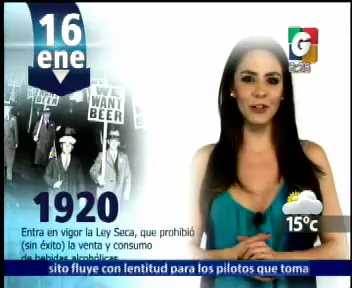 16
ene
WE
WANT
BEER
BEER
G
1920
Entra en vigor la Ley Seca, que prohibió
(sin éxito) la venta y consumo
de bebidas alcohólicas
15°c
sito fluye con lentitud para los pilotos que toma